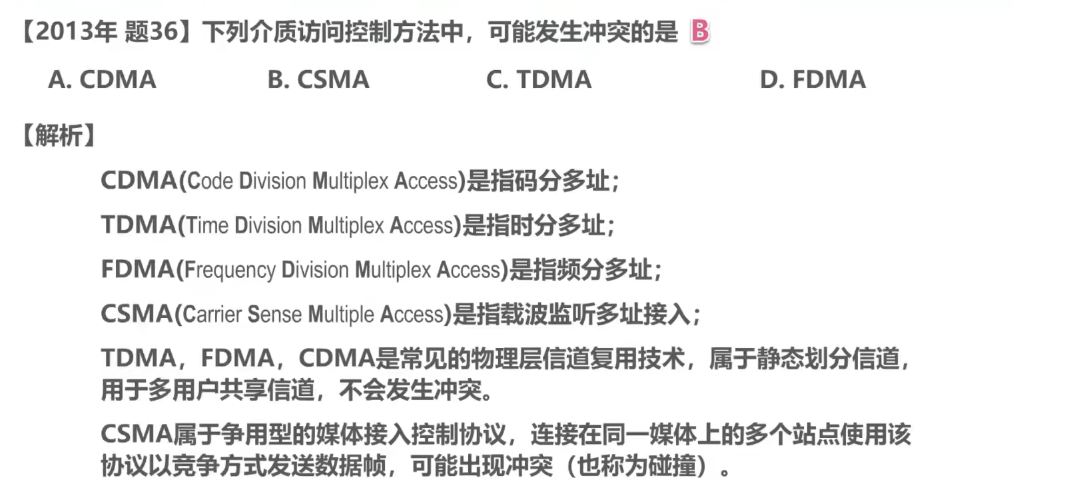 【2013年 题36】下列介质访问控制方法中，可能发生冲突的是 B
A. CDMA B. CSMA C. TDMA D. FDMA
【解析】
CDMA(Code Division Multiplex Access)是指码分多址；
TDMA(Time Division Multiplex Access)是指时分多址；
FDMA(Frequency Division Multiplex Access)是指频分多址；
CSMA(Carrier Sense Multiple Access)是指载波监听多址接入；
TDMA，FDMA，CDMA是常见的物理层信道复用技术，属于静态划分信道，
用于多用户共享信道，不会发生冲突。
CSMA属于争用型的媒体接入控制协议，连接在同一媒体上的多个站点使用该
协议以竞争方式发送数据帧，可能出现冲突（也称为碰撞）。